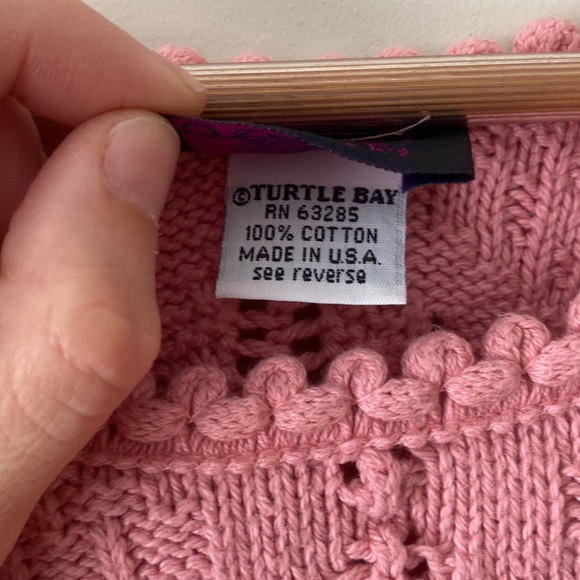 ©TURTLE BAY
RN 63285
100% COTTON
MADE IN U.S.A.
see reverse